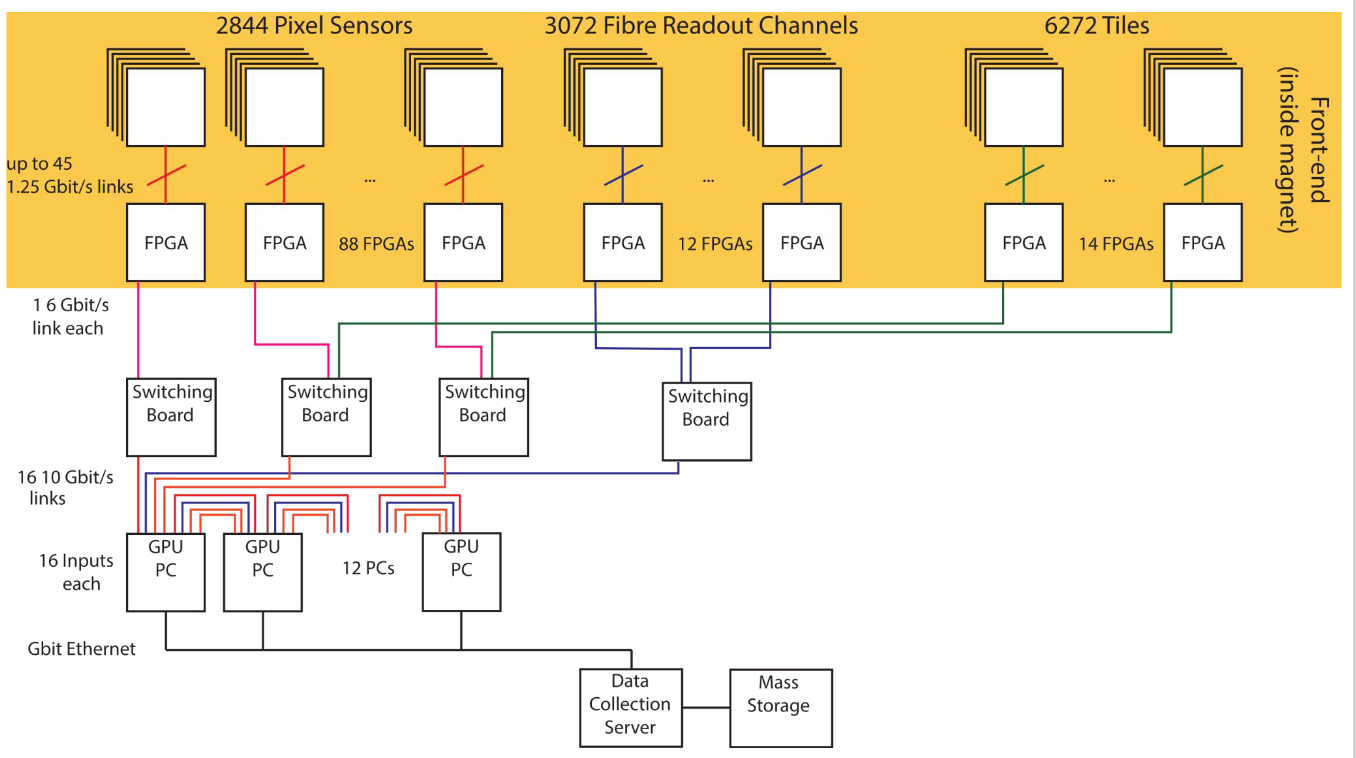 2844 Pixel Sensors
3072 Fibre Readout Channels
6272 Tiles
Front-end
(inside magnet)
up to 45
1.25 Gbit/s links
...
...
...
FPGA
FPGA
88 FPGAs
FPGA
FPGA
12 FPGAs
FPGA
FPGA
14 FPGAs
FPGA
1 6 Gbit/s
link each
Switching
Board
Switching
Board
Switching
Board
Switching
Board
16 10 Gbit/s
links
16 Inputs
each
GPU
PC
GPU
PC
12 PCs
GPU
PC
Gbit Ethernet
Data
Collection
Server
Mass
Storage